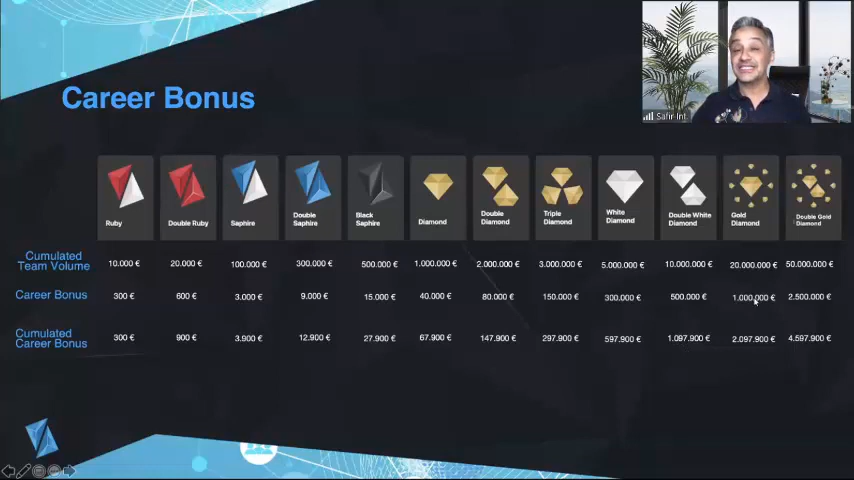 Career Bonus
Safir Int
Ruby
Double Ruby
Saphire
Double
Saphire
Black
Saphire
Diamond
Double
Diamond
Triple
Diamond
White
Diamond
Double White
Diamond
Gold
Diamond
Double Gold
Diamond
Cumulated
Team Volume
10.000 € 20.000 € 100.000 € 300.000 € 500.000 € 1.000.000 € 2.000.000 € 3.000.000 € 5.000.000 € 10.000.000 € 20.000.000 € 50.000.000 €
Career Bonus 300 € 600 € 3.000 € 9.000 € 15.000 € 40.000 € 80.000 € 150.000 € 300.000 € 500.000 € 1.000.000 € 2.500.000 €
Cumulated
Career Bonus
300 € 900 € 3.900 € 12.900 € 27.900 € 67.900 € 147.900 € 297.900 € 597.900 € 1.097.900 € 2.097.900 € 4.597.900 €